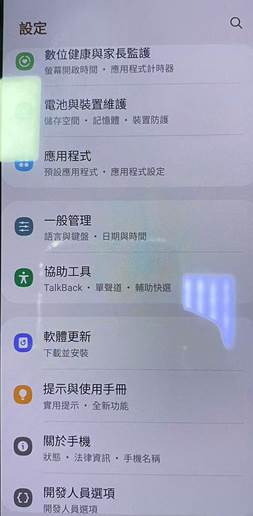 設定
數位健康與家長監護
螢幕開啟時間 • 應用程式計時器
電池與裝置維護
儲存空間 • 記憶體 • 裝置防護
應用程式
預設應用程式 • 應用程式設定
一般管理
語言與鍵盤 • 日期與時間
協助工具
TalkBack • 單聲道 • 輔助快選
軟體更新
下載並安裝
提示與使用手冊
實用提示 • 全新功能
關於手機
狀態 • 法律資訊 • 手機名稱
開發人員選項
開發人員選項